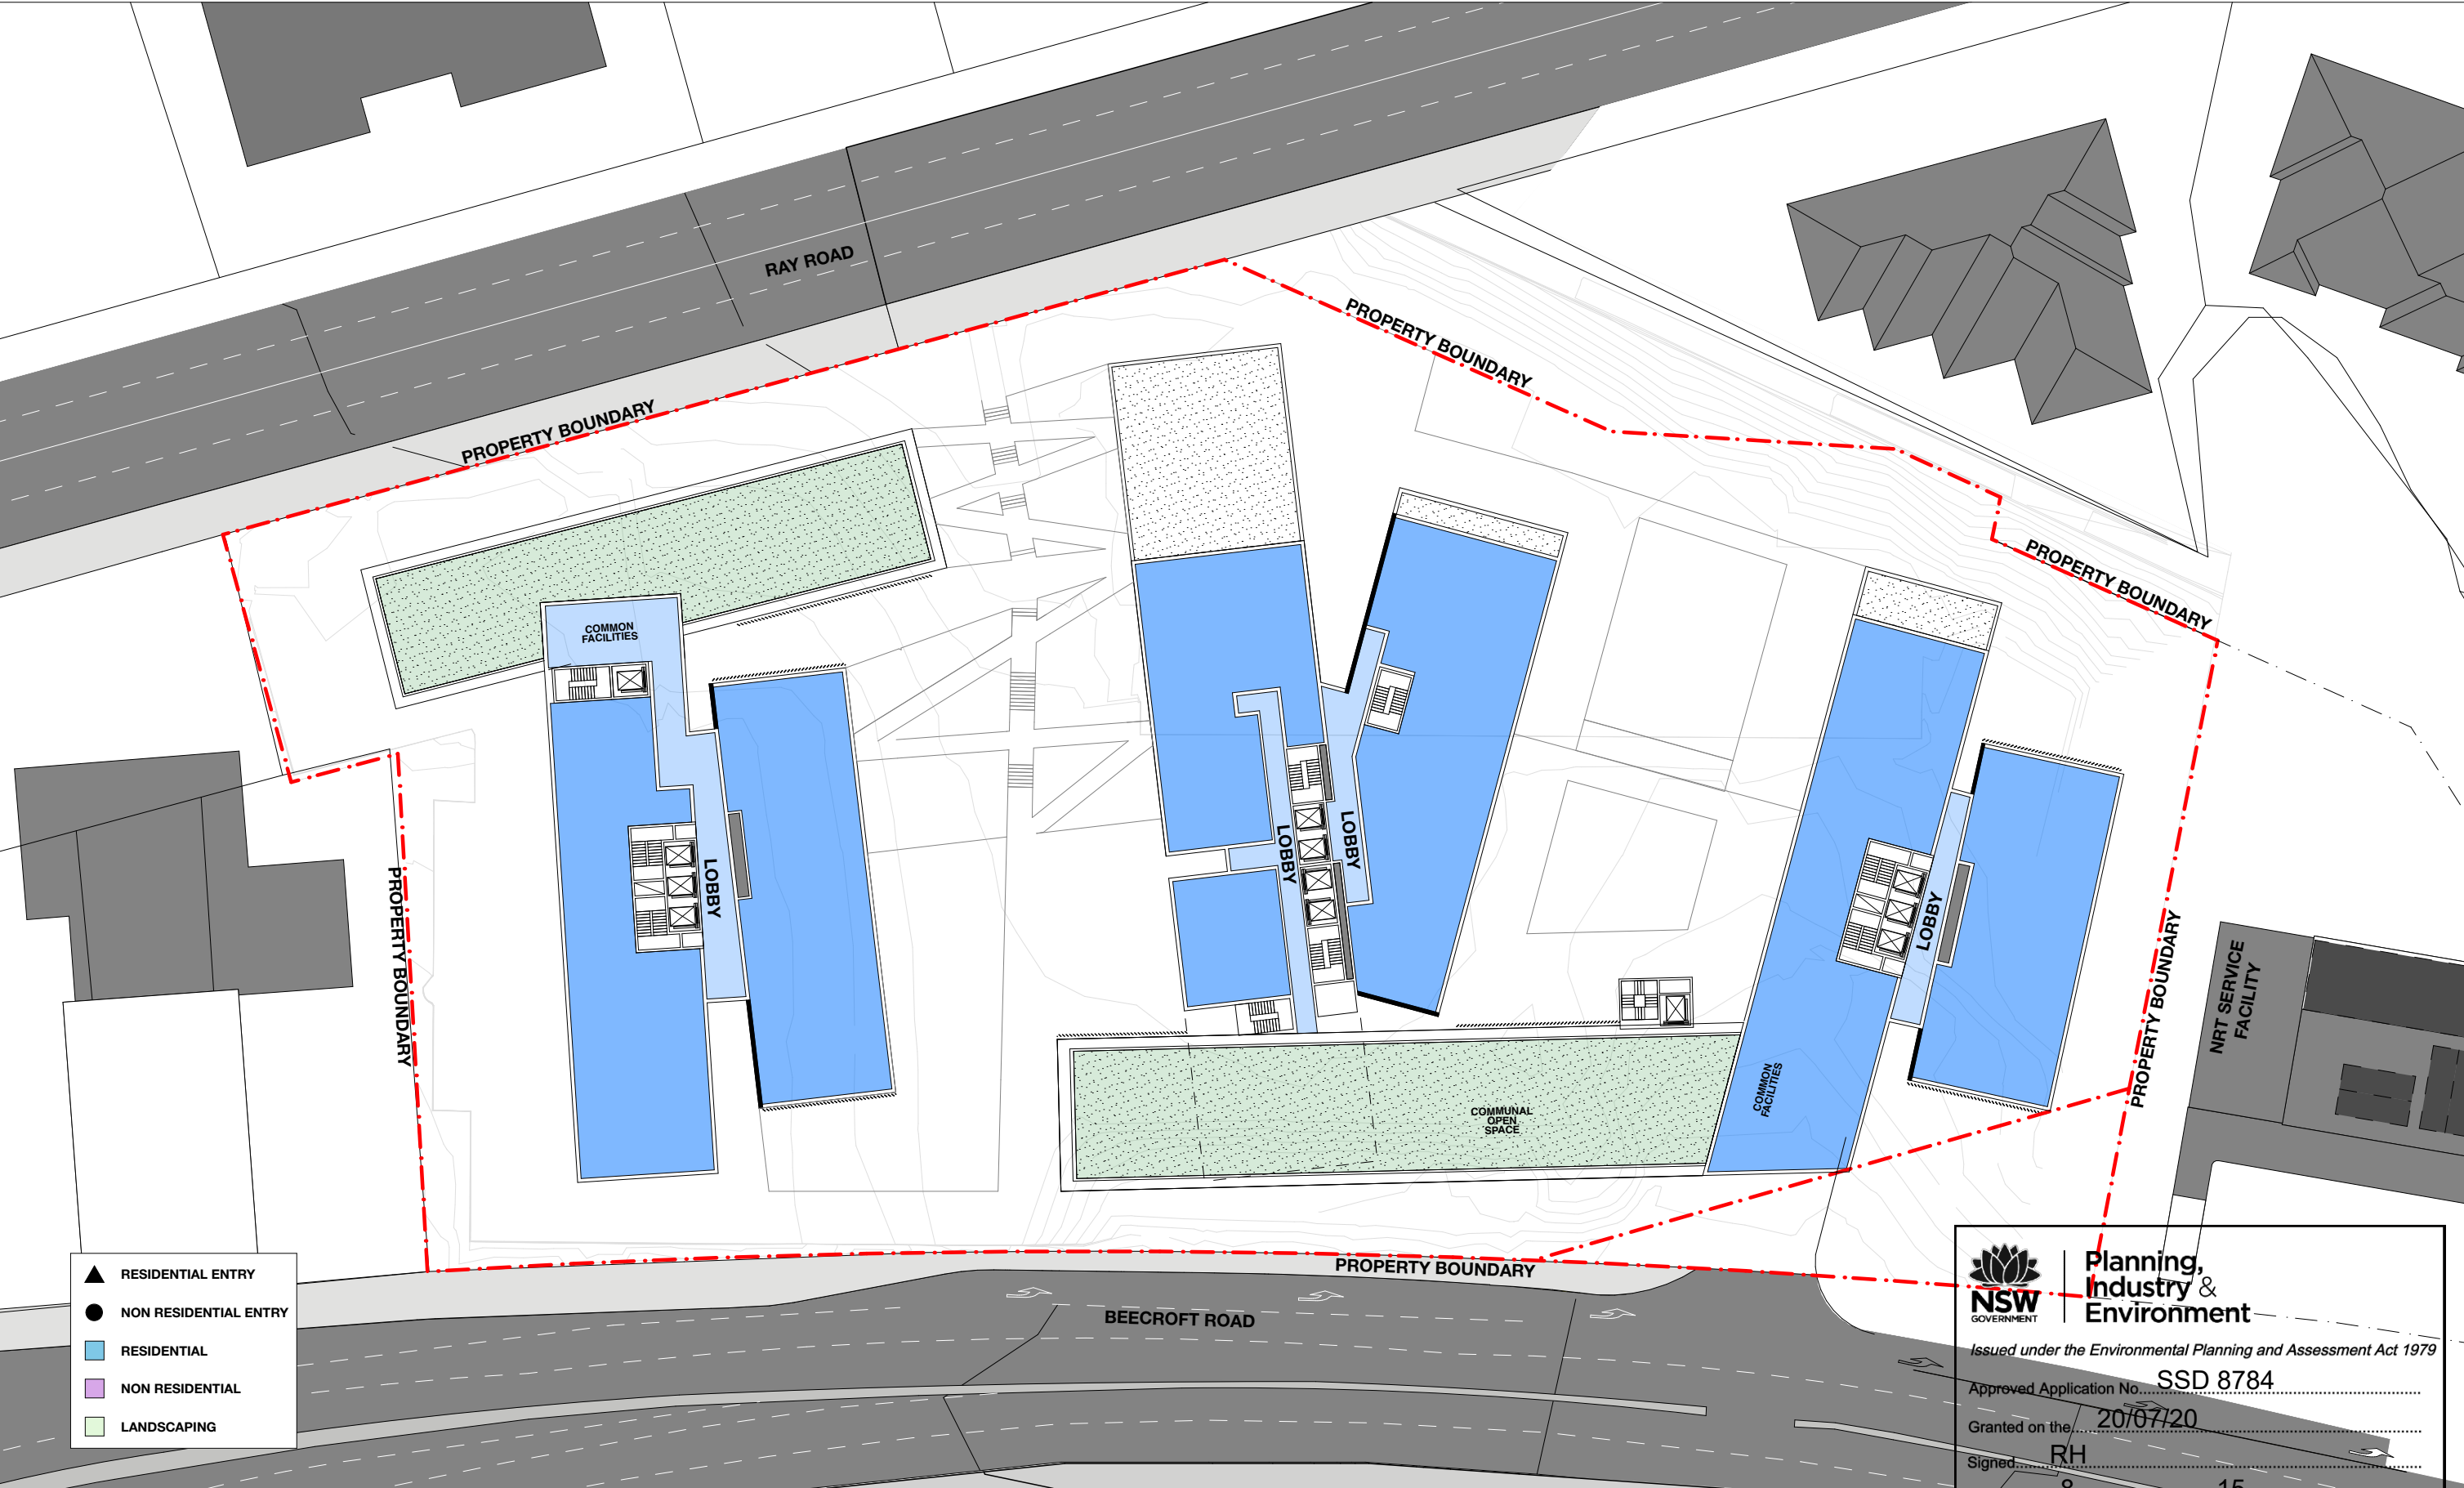 RAY ROAD
PROPERTY BOUNDARY
PROPERTY BOUNDARY
PROPERTY BOUNDARY
COMMON
FACILITIES
LOBBY
LOBBY
LOBBY
LOBBY
PROPERTY BOUNDARY
PROPERTY BOUNDARY
NRT SERVICE
FACILITY
COMMON
FACILITIES
COMMUNAL
OPEN
SPACE
PROPERTY BOUNDARY
BEECROFT ROAD
RESIDENTIAL ENTRY
NON RESIDENTIAL ENTRY
RESIDENTIAL
NON RESIDENTIAL
LANDSCAPING
NSW
GOVERNMENT
Planning,
Industry &
Environment
Issued under the Environmental Planning and Assessment Act 1979
Approved Application No. SSD 8784
Granted on the 20/07/20
Signed RH
8 15